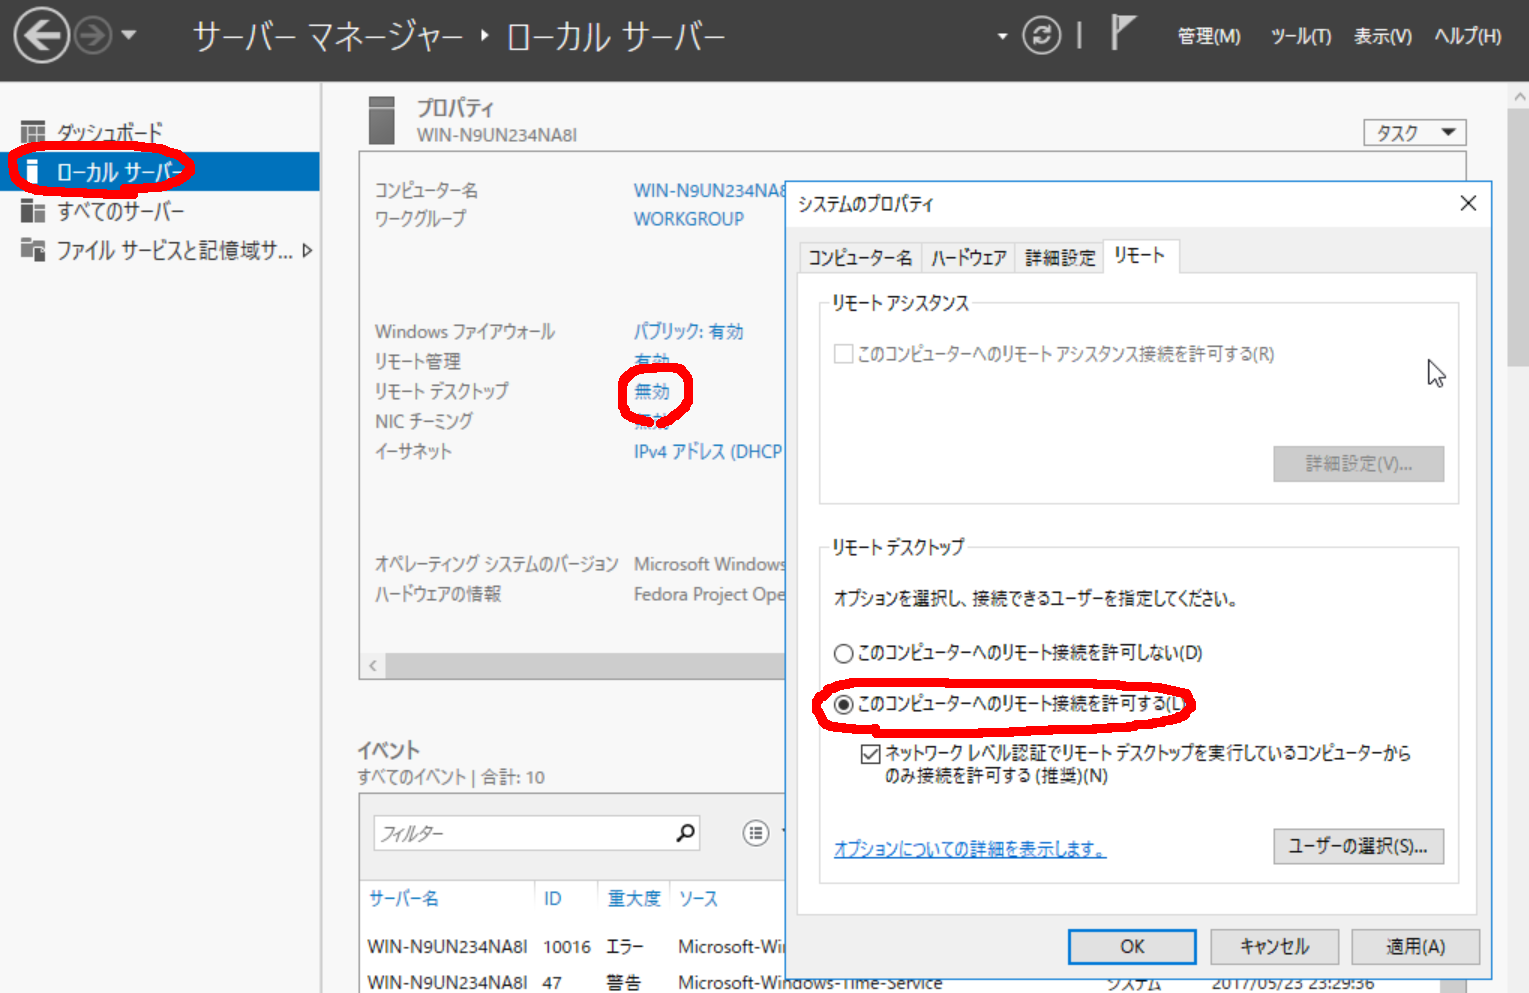 サーバー マネージャー ・ ローカル サーバー
管理(M) ツール(T) 表示(V) ヘルプ(H)
ダッシュボード
ローカル サーバー
すべてのサーバー
ファイル サービスと記憶域サ...
プロパティ
WIN-N9UN234NA8I
タスク
コンピューター名 WIN-N9UN234NA8
ワークグループ WORKGROUP
Windows ファイアウォール パブリック: 有効
リモート管理 有効
リモート デスクトップ 無効
NIC チーミング 無効
イーサネット IPv4 アドレス (DHCP
オペレーティング システムのバージョン Microsoft Windows
ハードウェアの情報 Fedora Project Ope
イベント
すべてのイベント | 合計: 10
フィルター
サーバー名 ID 重大度 ソース
WIN-N9UN234NA8I 10016 エラー Microsoft-Wi
WIN-N9UN234NA8I 47 警告 Microsoft-Windows-Time-Service システム 2017/05/23 23:29:36
システムのプロパティ
コンピューター名 ハードウェア 詳細設定 リモート
リモート アシスタンス
このコンピューターへのリモート アシスタンス接続を許可する(R)
詳細設定(V)...
リモート デスクトップ
オプションを選択し、接続できるユーザーを指定してください。
このコンピューターへのリモート接続を許可しない(D)
このコンピューターへのリモート接続を許可する(L)
ネットワーク レベル認証でリモート デスクトップを実行しているコンピューターから
のみ接続を許可する (推奨)(N)
オプションについての詳細を表示します。
ユーザーの選択(S)...
OK キャンセル 適用(A)